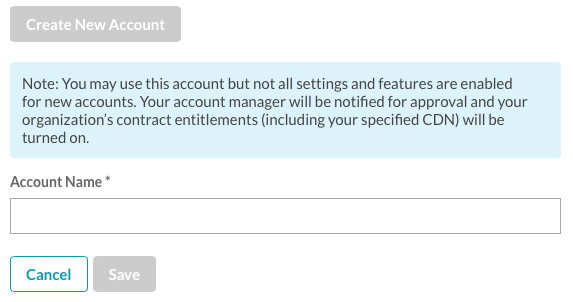 Create New Account
Note: You may use this account but not all settings and features are enabled
for new accounts. Your account manager will be notified for approval and your
organization’s contract entitlements (including your specified CDN) will be
turned on.
Account Name *
Cancel Save